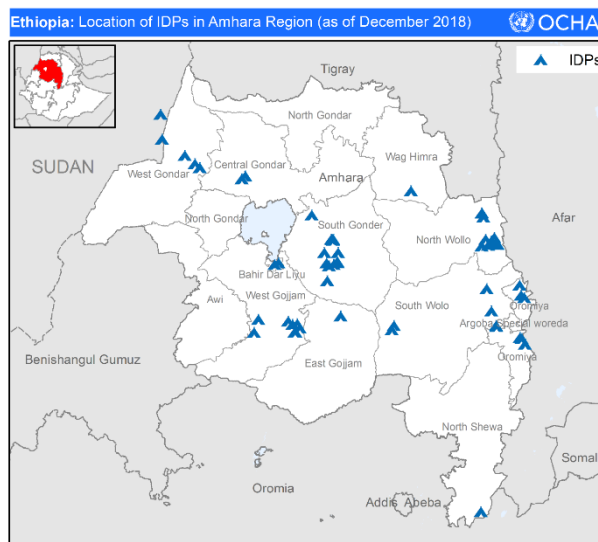 Ethiopia: Location of IDPs in Amhara Region (as of December 2018)
OCHA
IDPs
Tigray
North Gondar
SUDAN
Wag Himra
Central Gondar
West Gondar
Amhara
North Gondar
South Gonder
Afar
North Wollo
Bahir Dar Liyu
Awi
West Gojjam
South Wolo
Oromiya
Argoba Special woreda
Benishangul Gumuz
East Gojjam
Oromiya
North Shewa
Somal
Oromia
Addis Abeba